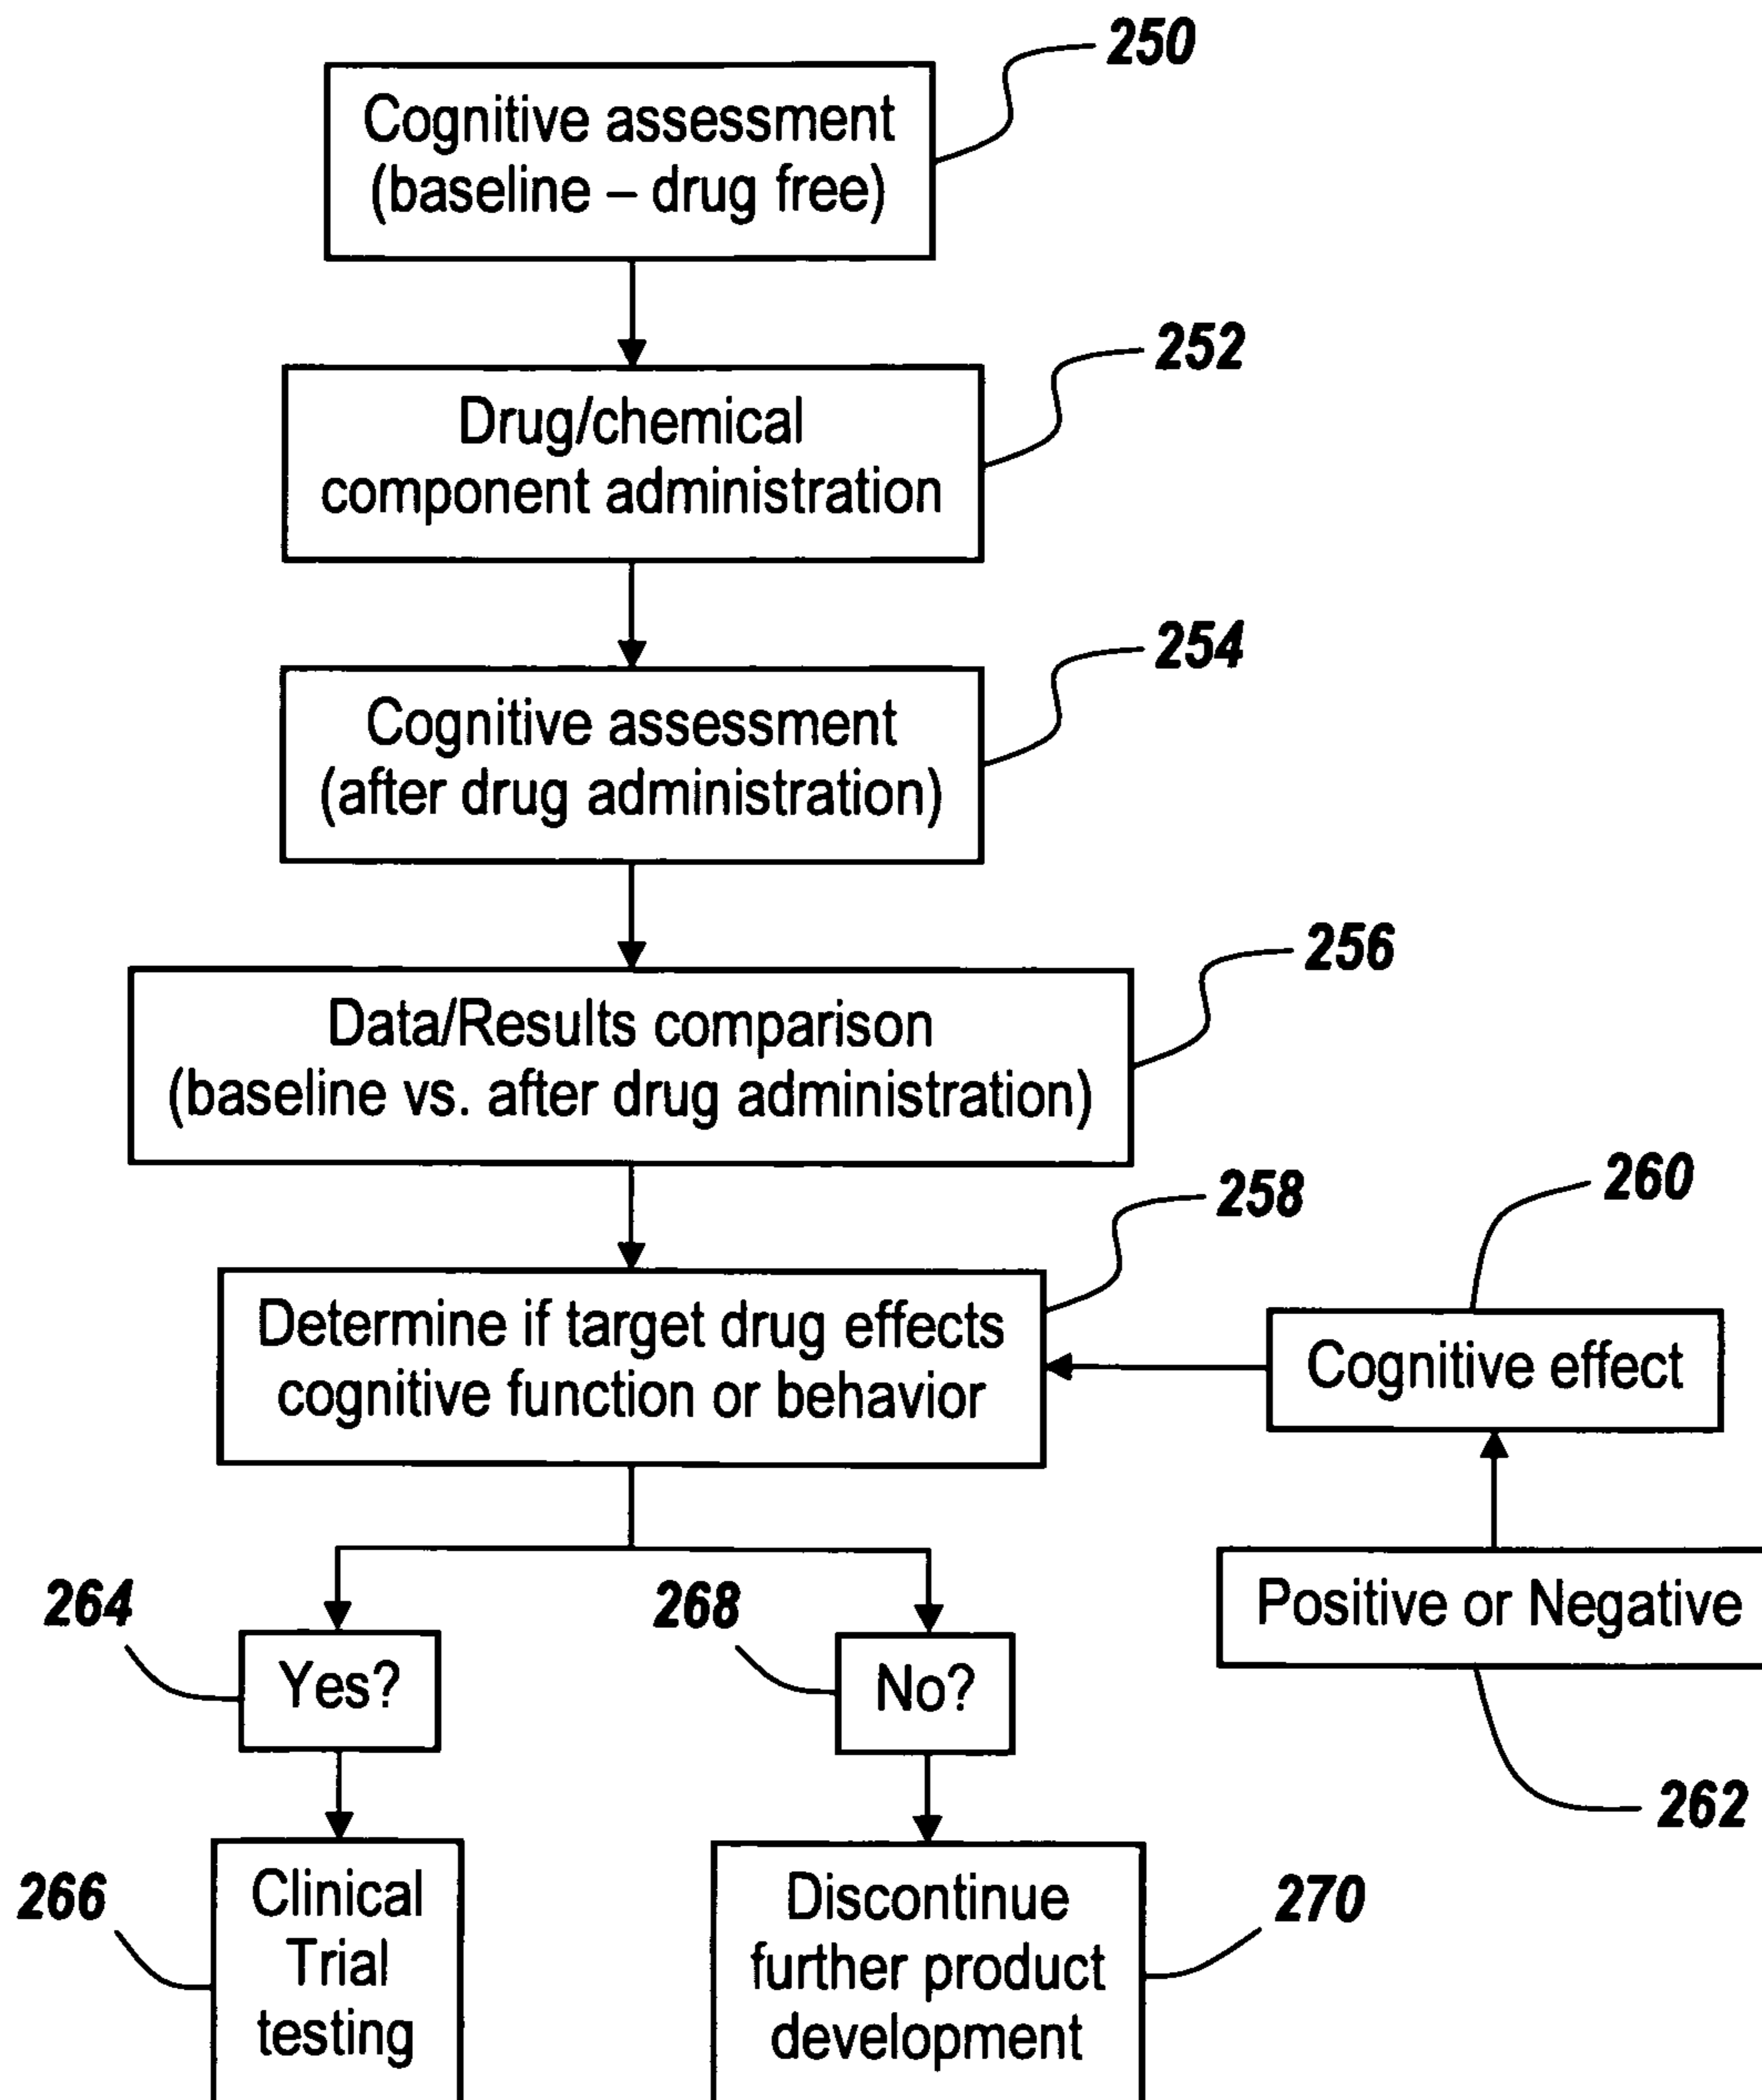 250
Cognitive assessment
(baseline – drug free)
252
Drug/chemical
component administration
254
Cognitive assessment
(after drug administration)
256
Data/Results comparison
(baseline vs. after drug administration)
258
260
Determine if target drug effects
cognitive function or behavior
Cognitive effect
264
268
Positive or Negative
Yes?
No?
262
266
Clinical
Trial
testing
Discontinue
further product
development
270